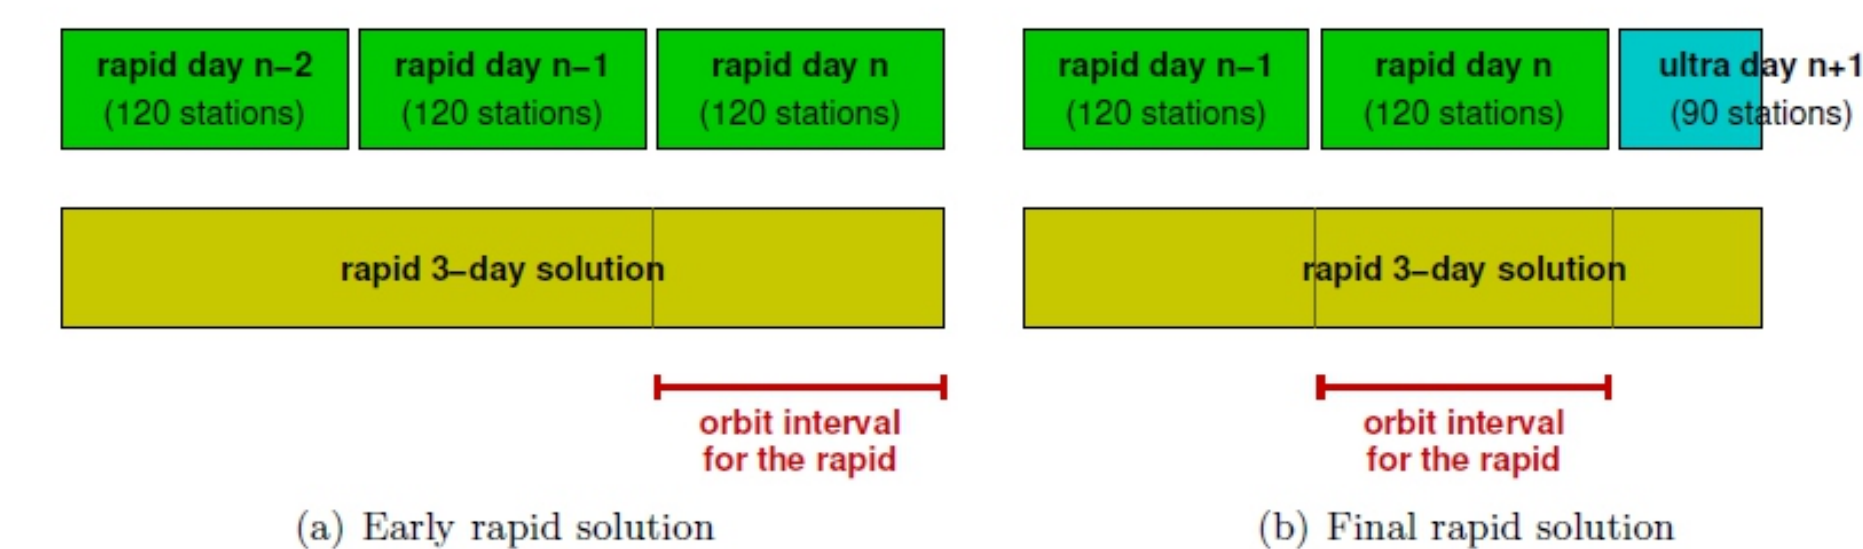 rapid day n–2
(120 stations)
rapid day n–1
(120 stations)
rapid day n
(120 stations)
rapid 3–day solution
orbit interval
for the rapid
(a) Early rapid solution
rapid day n–1
(120 stations)
rapid day n
(120 stations)
ultra day n+1
(90 stations)
rapid 3–day solution
orbit interval
for the rapid
(b) Final rapid solution